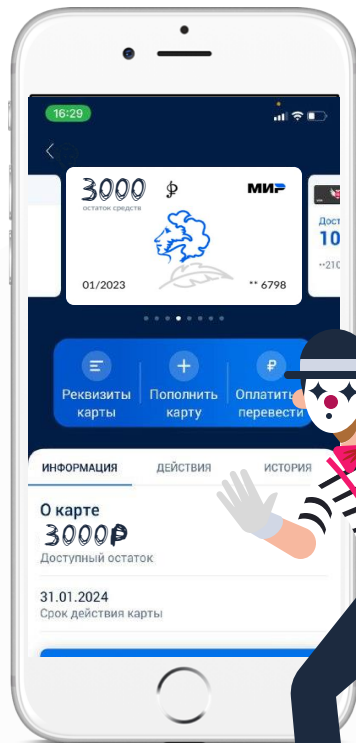 16:29
3000 ₽
МИР
остаток средств
01/2023
** 6798
Дост
10
**210
Реквизиты карты
Пополнить карту
Оплатить
перевести
ИНФОРМАЦИЯ
ДЕЙСТВИЯ
ИСТОРИЯ
О карте
3000₽
Доступный остаток
31.01.2024
Срок действия карты